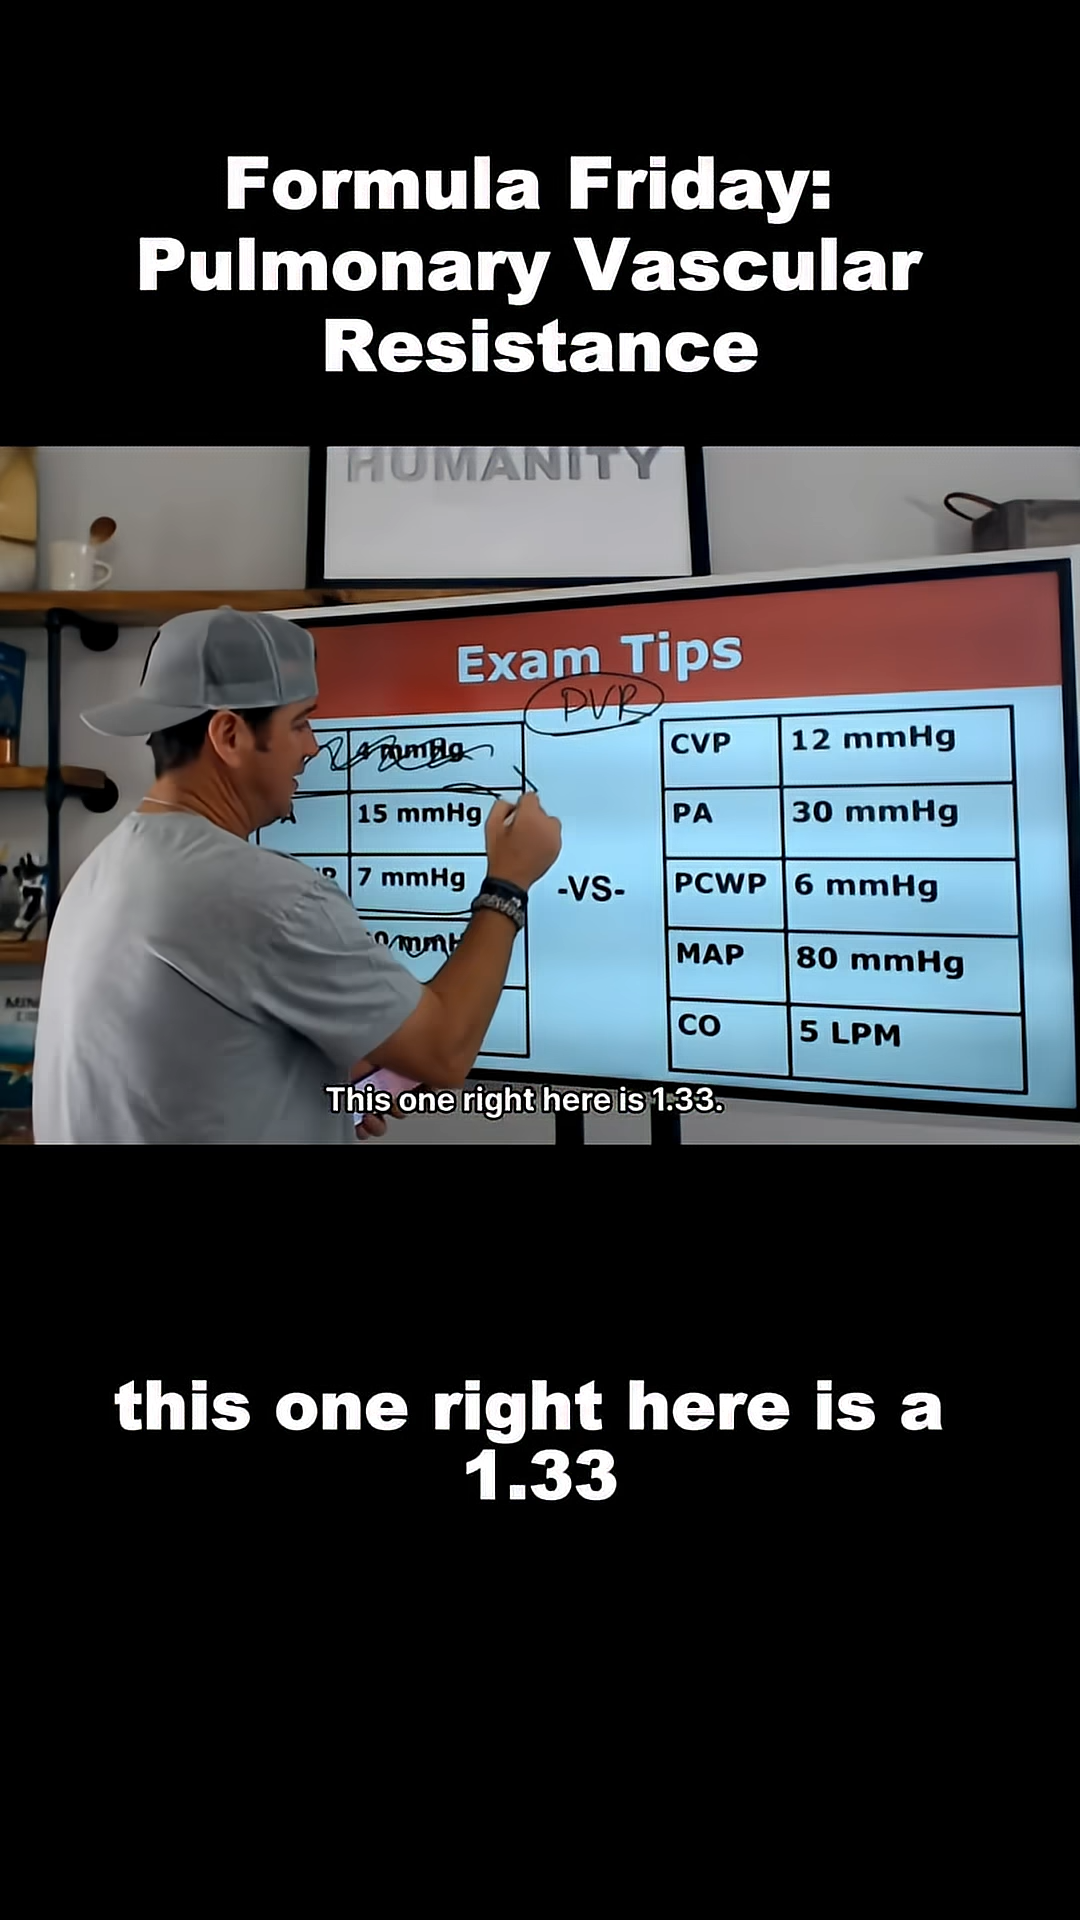 Formula Friday:
Pulmonary Vascular
Resistance
HUMANITY
Exam Tips
PVR
4 mmHg
15 mmHg
7 mmHg
-VS-
CVP 12 mmHg
PA 30 mmHg
PCWP 6 mmHg
MAP 80 mmHg
CO 5 LPM
This one right here is 1.33.
this one right here is a
1.33